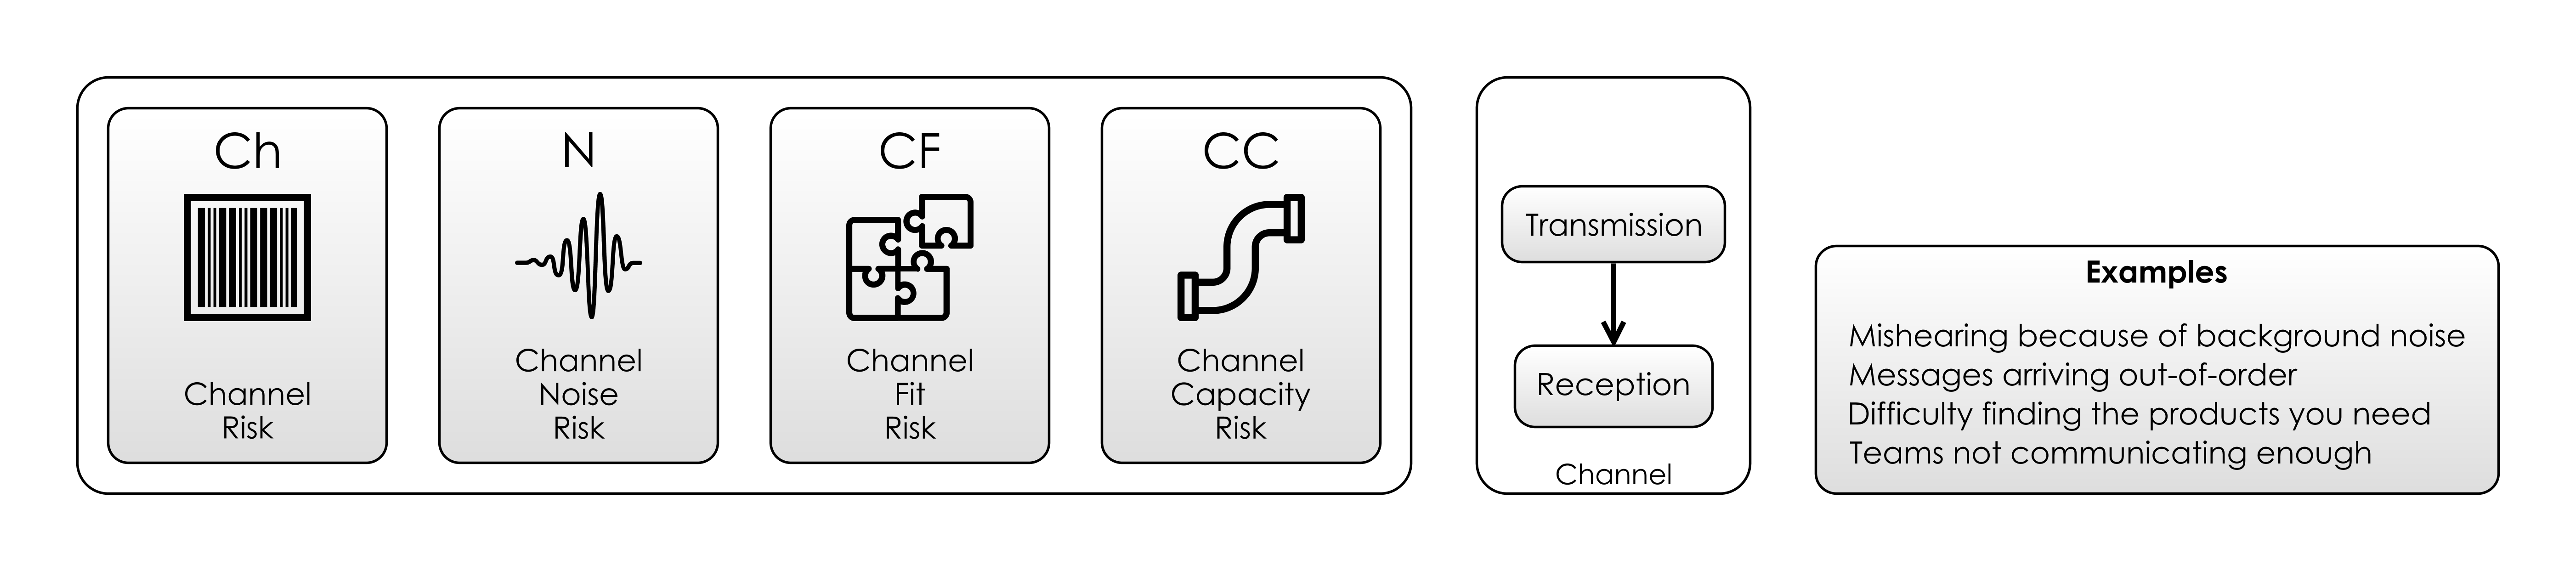 Ch
Channel
Risk
N
Channel
Noise
Risk
CF
Channel
Fit
Risk
CC
Channel
Capacity
Risk
Transmission
Reception
Channel
Examples
Mishearing because of background noise
Messages arriving out-of-order
Difficulty finding the products you need
Teams not communicating enough